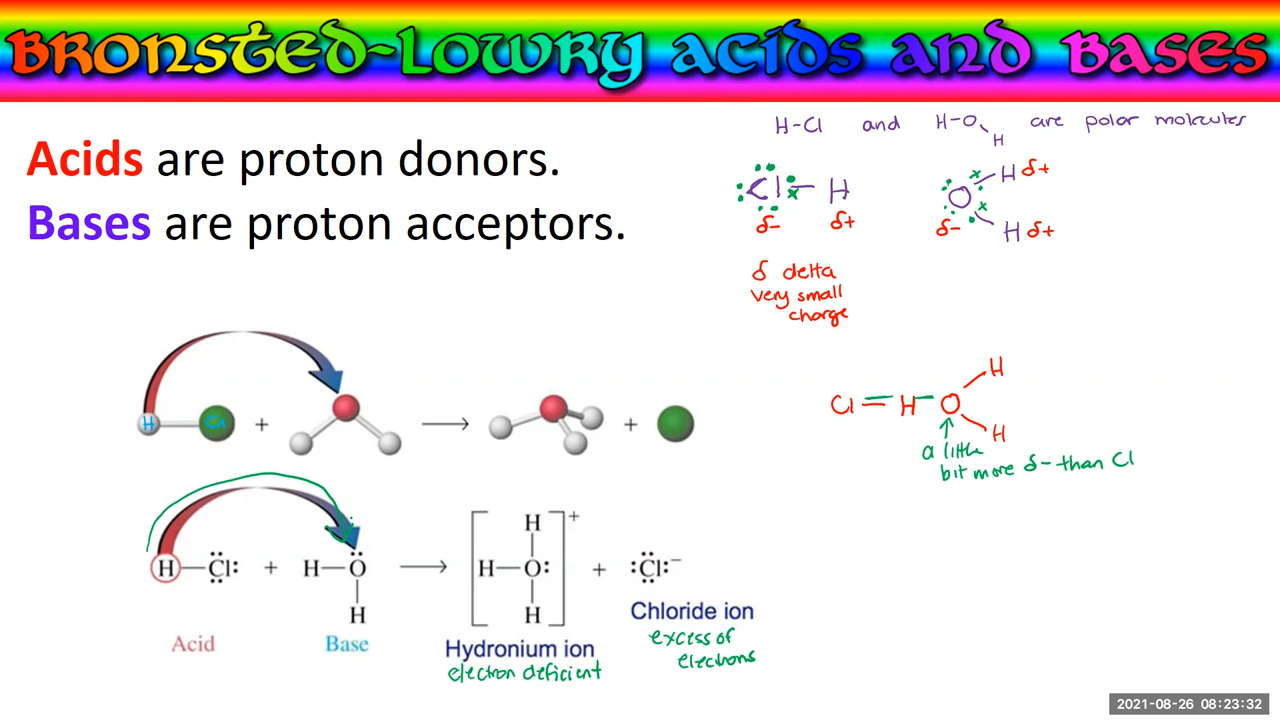 BRONSTED-LOWRY ACIDS AND BASES
Acids are proton donors.
Bases are proton acceptors.
H-Cl and H-O H are polar molecules
Cl - H
δ- δ+
O H δ+
δ- H δ+
δ delta
very small
charge
H Cl + → +
Cl = H - O H
H
a little
bit more δ- than Cl
H—Cl: + H—O → [H—O:]+ + :Cl:−
H
H H
H
Acid Base
Hydronium ion
electron deficient
Chloride ion
excess of
electrons
2021-08-26 08:23:32